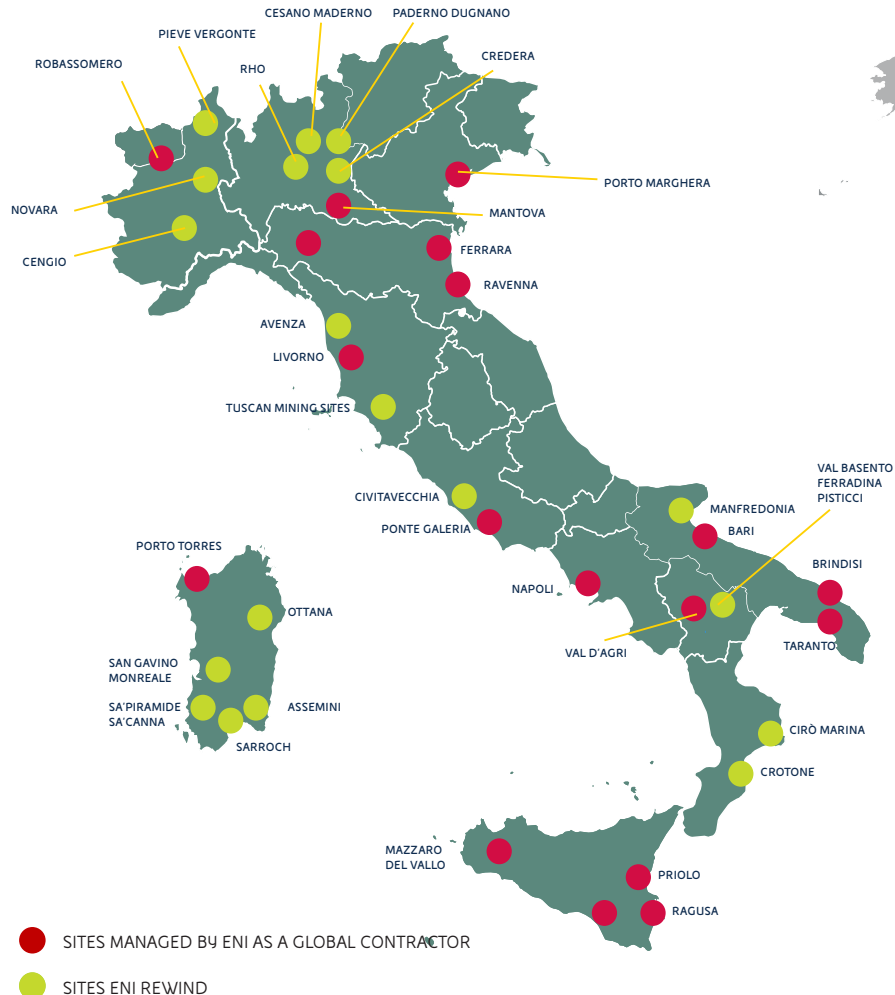 CESANO MADERNO
PADERNO DUGNANO
PIEVE VERGONTE
CREDERA
ROBASSOMERO
RHO
PORTO MARGHERA
NOVARA
MANTOVA
CENGIO
FERRARA
RAVENNA
AVENZA
LIVORNO
TUSCAN MINING SITES
VAL BASENTO
FERRADINA
PISTICCI
CIVITAVECCHIA
MANFREDONIA
PONTE GALERIA
BARI
PORTO TORRES
BRINDISI
NAPOLI
OTTANA
TARANTO
VAL D'AGRI
SAN GAVINO
MONREALE
SA'PIRAMIDE
SA'CANNA
ASSEMINI
SARROCH
CIRÒ MARINA
CROTONE
MAZZARO
DEL VALLO
PRIOLO
RAGUSA
SITES MANAGED BY ENI AS A GLOBAL CONTRACTOR
SITES ENI REWIND